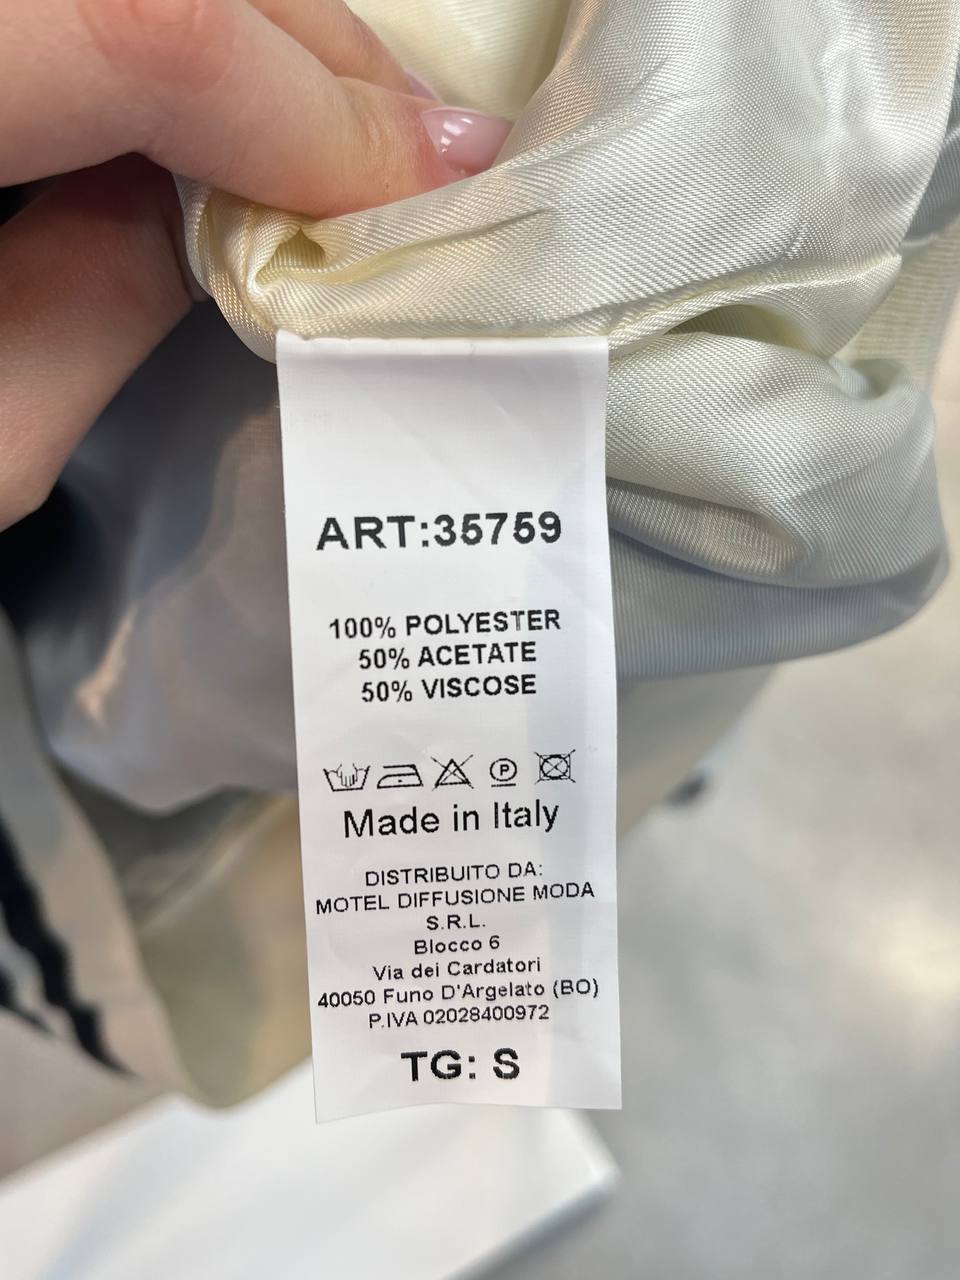 ART:35759
100% POLYESTER
50% ACETATE
50% VISCOSE
P
Made in Italy
DISTRIBUITO DA:
MOTEL DIFFUSIONE MODA
S.R.L.
Blocco 6
Via dei Cardatori
40050 Funo D'Argelato (BO)
P.IVA 02028400972
TG: S